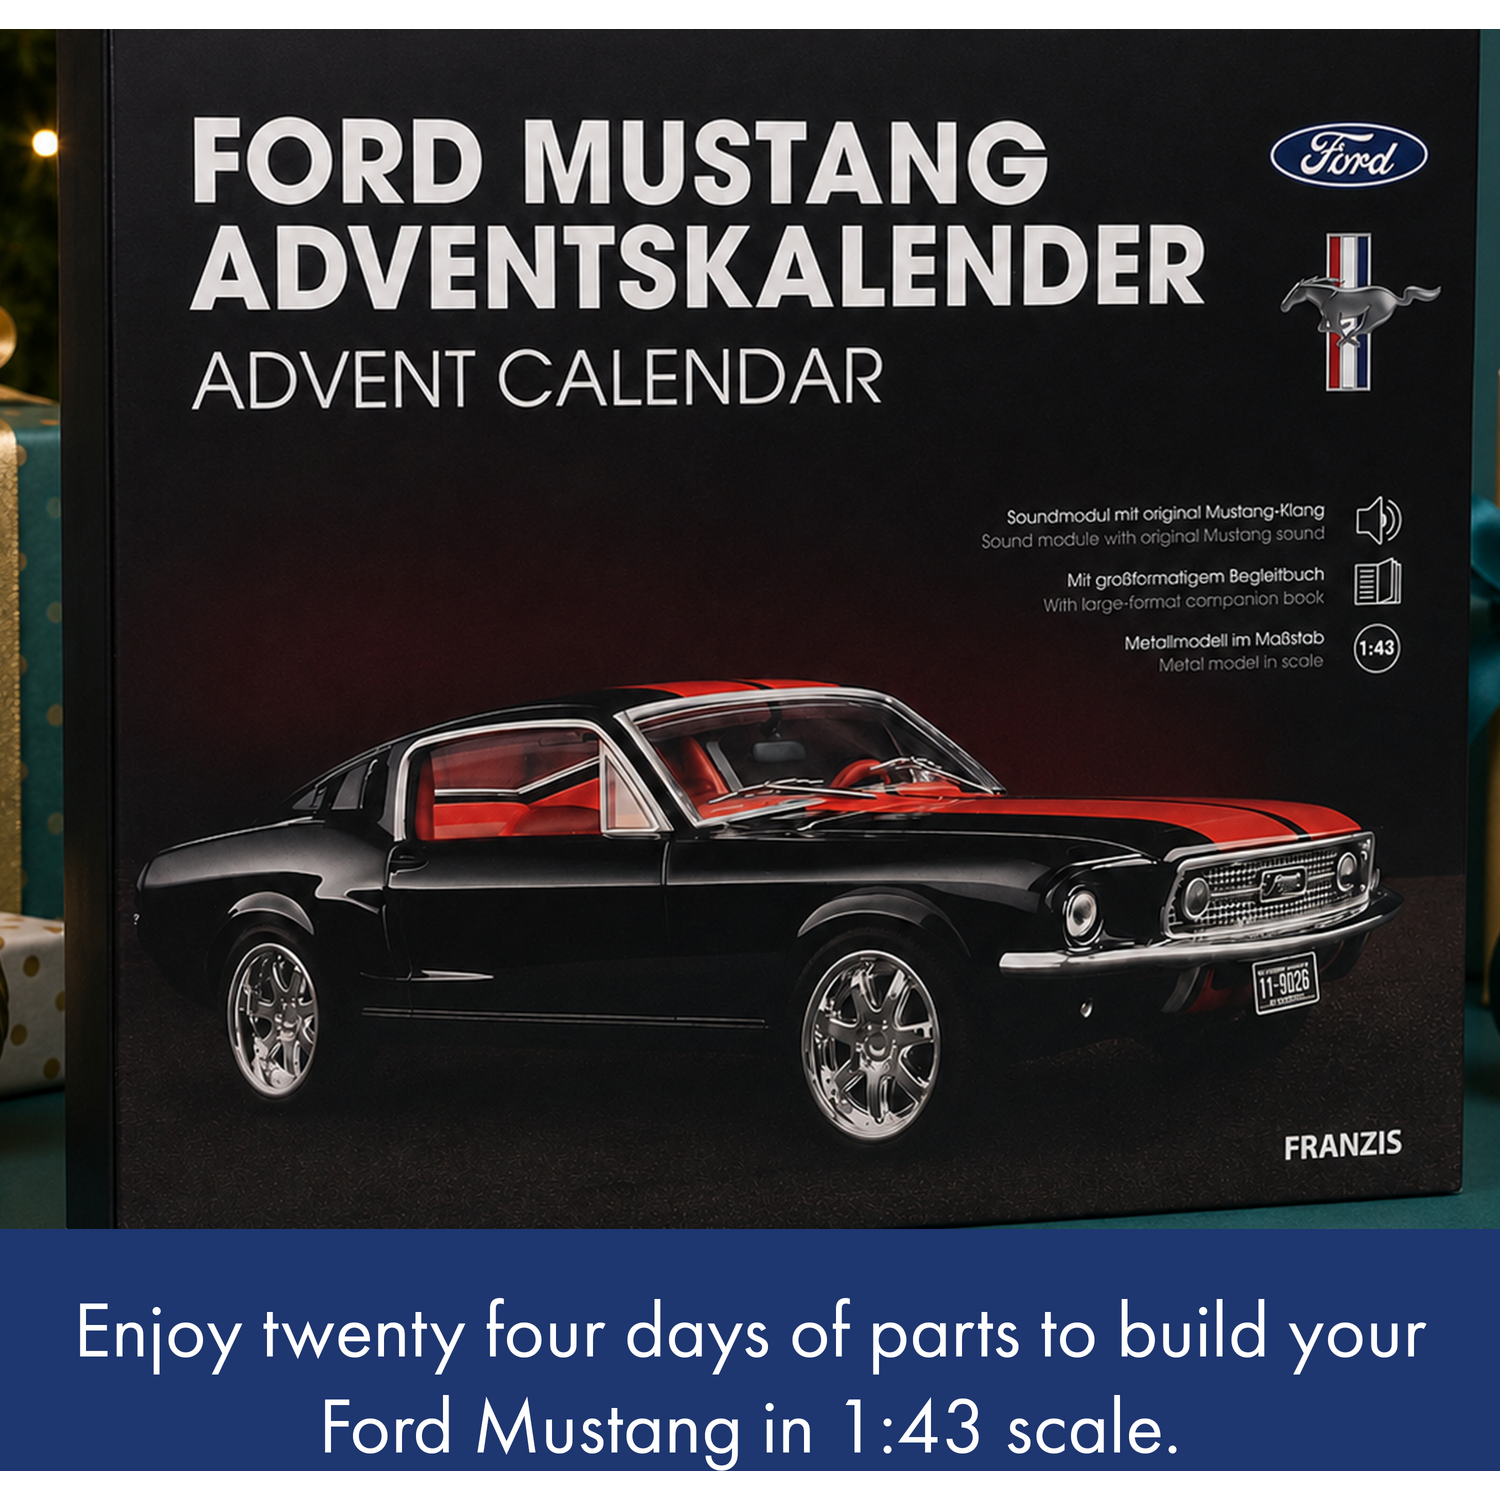 FORD MUSTANG
ADVENTSKALENDER
ADVENT CALENDAR
Ford
Soundmodul mit original Mustang-Klang
Sound module with original Mustang sound
Mit großformatigem Begleitbuch
With large-format companion book
Metallmodell im Maßstab
Metal model in scale
1:43
11-9026
FRANZIS
Enjoy twenty four days of parts to build your
Ford Mustang in 1:43 scale.